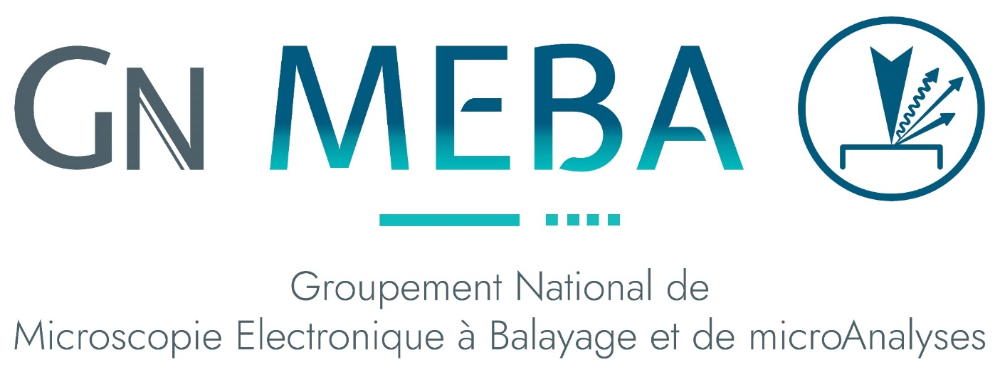 GN MEBA
Groupement National de
Microscopie Electronique à Balayage et de microAnalyses